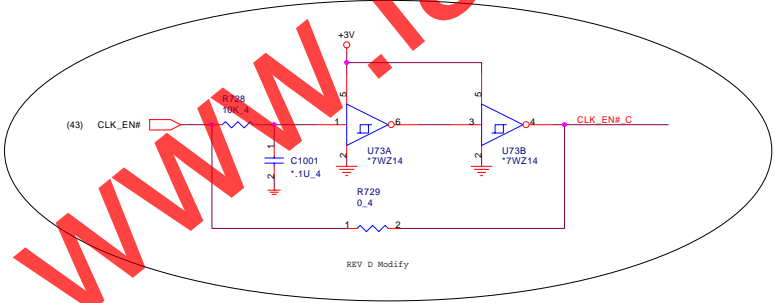 www.
+3V
R728
10K_4
(43) CLK_EN#
5
5
1
6
3
4
CLK_EN#_C
1
2
C1001
*.1U_4
2
U73A
*7WZ14
2
U73B
*7WZ14
R729
0_4
1
2
REV D Modify